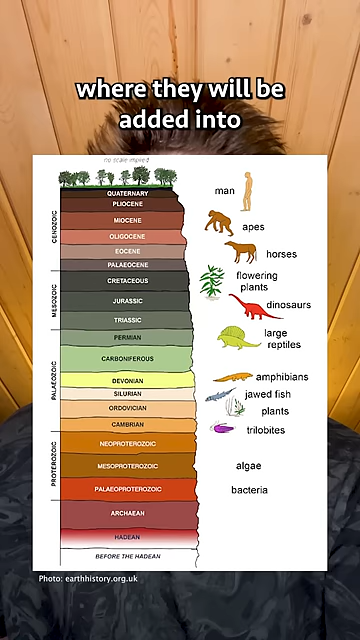 where they will be
added into
no scale implied
QUATERNARY
PLIOCENE
MIOCENE
OLIGOCENE
EOCENE
PALAEOCENE
CENOZOIC
CRETACEOUS
JURASSIC
TRIASSIC
MESOZOIC
PERMIAN
CARBONIFEROUS
DEVONIAN
SILURIAN
ORDOVICIAN
CAMBRIAN
PALAEOZOIC
NEOPROTEROZOIC
MESOPROTEROZOIC
PALAEOPROTEROZOIC
PROTEROZOIC
ARCHAEAN
HADEAN
BEFORE THE HADEAN
man
apes
horses
flowering
plants
dinosaurs
large
reptiles
amphibians
jawed fish
plants
trilobites
algae
bacteria
Photo: earthhistory.org.uk